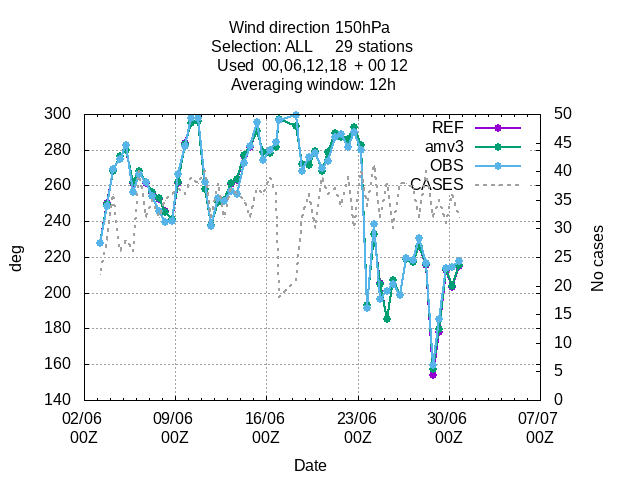 Wind direction 150hPa
Selection: ALL 29 stations
Used 00,06,12,18 + 00 12
Averaging window: 12h
300
280
260
240
220
200
180
160
140
50
45
40
35
30
25
20
15
10
5
0
REF
amv3
OBS
CASES
deg
No cases
02/06 09/06 16/06 23/06 30/06 07/07
00Z 00Z 00Z 00Z 00Z 00Z
Date